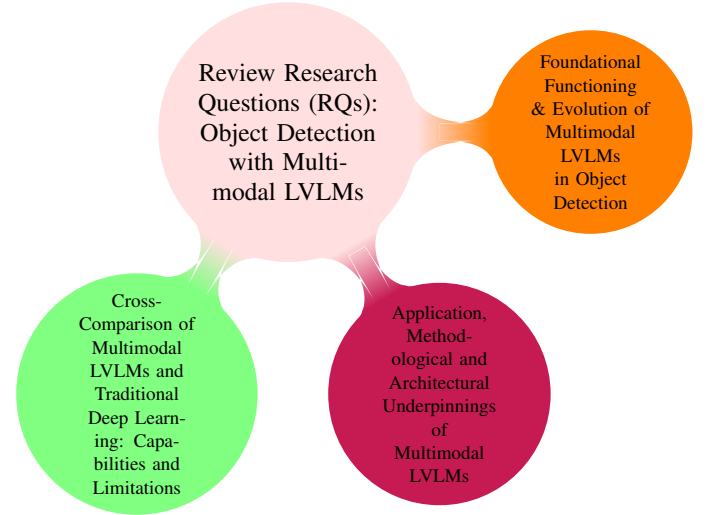 Review Research
Questions (RQs):
Object Detection
with Multi-
modal LVLMs
Foundational
Functioning
& Evolution of
Multimodal
LVLMs
in Object
Detection
Cross-
Comparison of
Multimodal
LVLMs and
Traditional
Deep Learn-
ing: Capa-
bilities and
Limitations
Application,
Method-
ological and
Architectural
Underpinnings
of
Multimodal
LVLMs